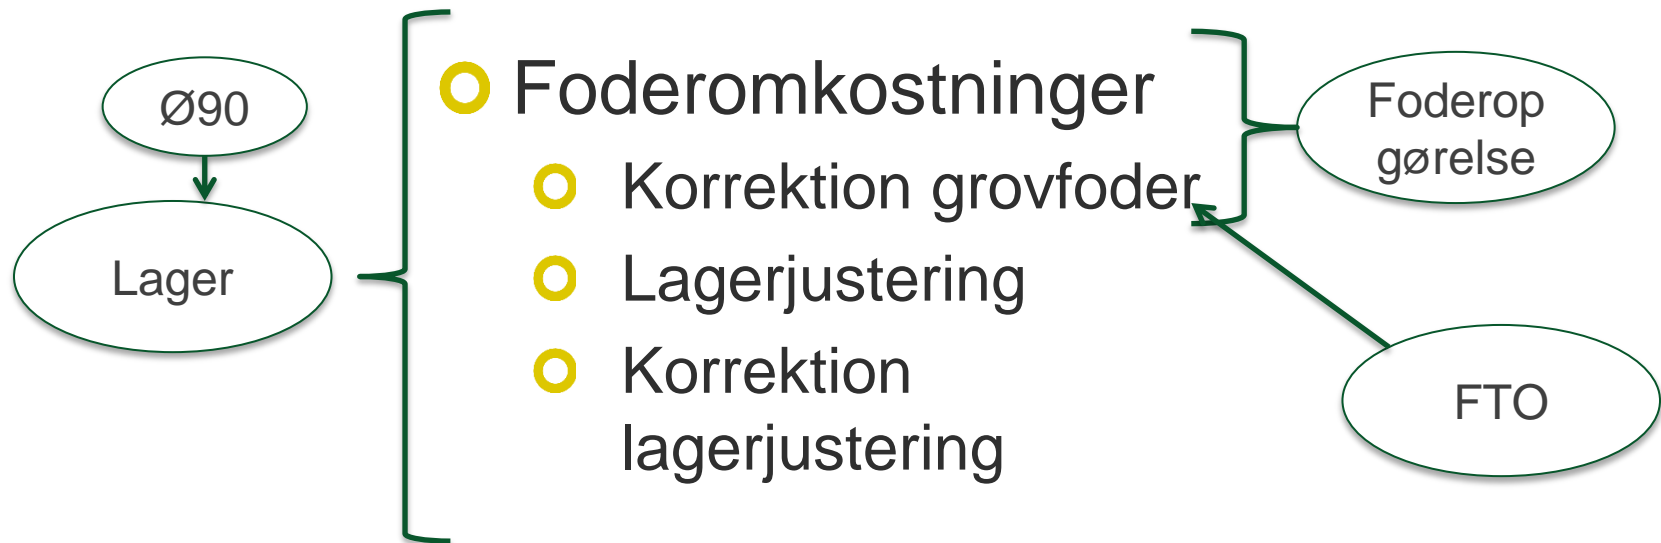 Ø90
Lager
Foderomkostninger
Korrektion grovfoder
Lagerjustering
Korrektion
lagerjustering
Foderop
gørelse
FTO